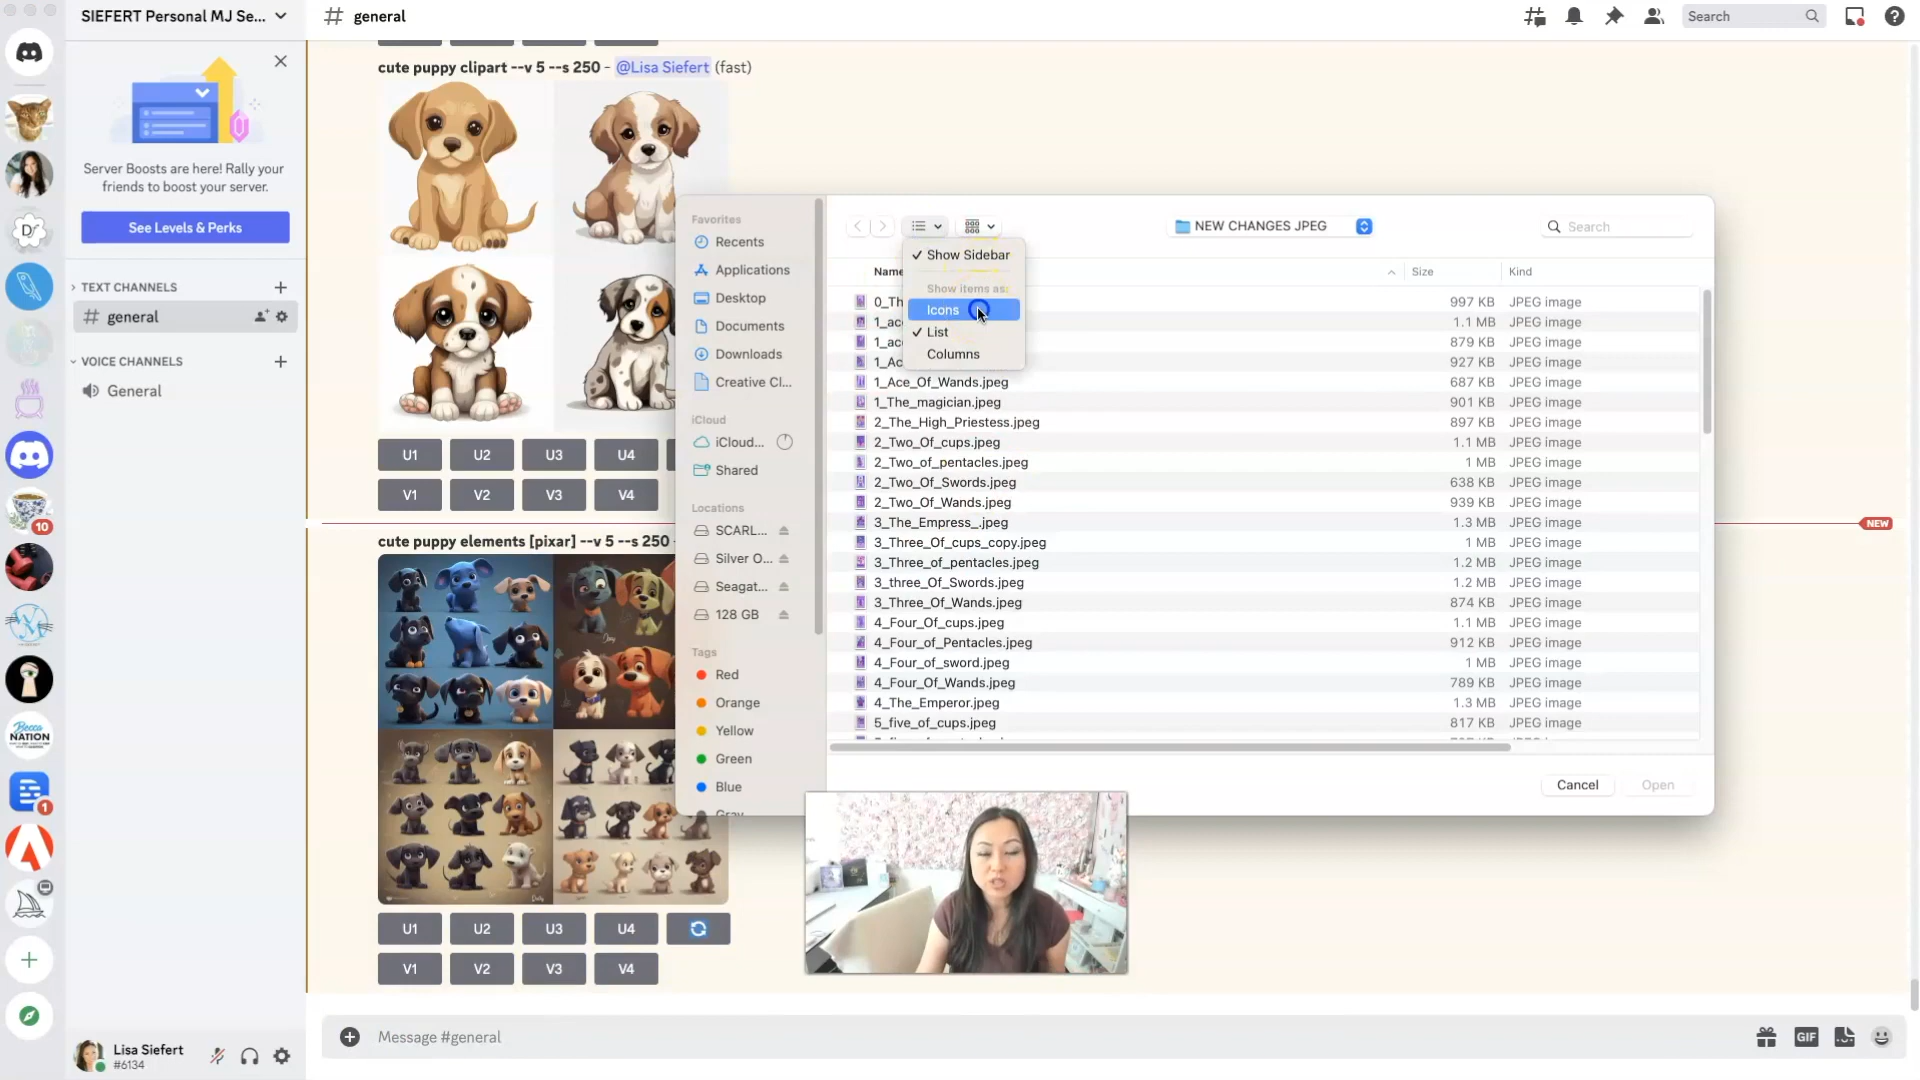 SIEFERT Personal MJ Se...
Server Boosts are here! Rally your
friends to boost your server.
See Levels & Perks
TEXT CHANNELS
general
VOICE CHANNELS
General
10
Becca
NATION
1
Lisa Siefert
#6134
# general
Search
cute puppy clipart --v 5 --s 250 - @Lisa Siefert (fast)
U1 U2 U3 U4
V1 V2 V3 V4
NEW
cute puppy elements [pixar] --v 5 --s 250 -
U1 U2 U3 U4
V1 V2 V3 V4
Message #general
GIF
Favorites
Recents
Applications
Desktop
Documents
Downloads
Creative Cl...
iCloud
iCloud...
Shared
Locations
SCARL...
Silver O...
Seagat...
128 GB
Tags
Red
Orange
Yellow
Green
Blue
Gray
NEW CHANGES JPEG
Search
Show Sidebar
Show items as:
Icons
List
Columns
Name Size Kind
0_Th 997 KB JPEG image
1_ac 1.1 MB JPEG image
1_ac 879 KB JPEG image
1_Ac 927 KB JPEG image
1_Ace_Of_Wands.jpeg 687 KB JPEG image
1_The_magician.jpeg 901 KB JPEG image
2_The_High_Priestess.jpeg 897 KB JPEG image
2_Two_Of_cups.jpeg 1.1 MB JPEG image
2_Two_of_pentacles.jpeg 1 MB JPEG image
2_Two_Of_Swords.jpeg 638 KB JPEG image
2_Two_Of_Wands.jpeg 939 KB JPEG image
3_The_Empress_.jpeg 1.3 MB JPEG image
3_Three_Of_cups_copy.jpeg 1 MB JPEG image
3_Three_of_pentacles.jpeg 1.2 MB JPEG image
3_three_Of_Swords.jpeg 1.2 MB JPEG image
3_Three_Of_Wands.jpeg 874 KB JPEG image
4_Four_Of_cups.jpeg 1.1 MB JPEG image
4_Four_of_Pentacles.jpeg 912 KB JPEG image
4_Four_of_sword.jpeg 1 MB JPEG image
4_Four_Of_Wands.jpeg 789 KB JPEG image
4_The_Emperor.jpeg 1.3 MB JPEG image
5_five_of_cups.jpeg 817 KB JPEG image
Cancel Open